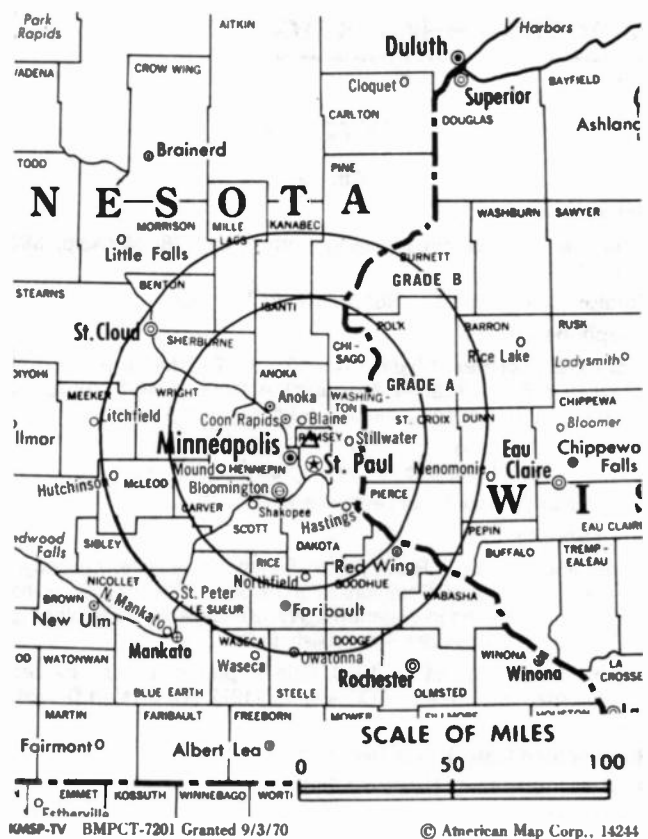 Park
Rapids
AITKIN
Harbors
Duluth
CROW WING
Cloquet
Superior
BAYFIELD
CARLTON
DOUGLAS
Ashland
Brainerd
TODD
PINE
NESOTA
WASHBURN
SAWYER
MORRISON
MILLE
LACS
KANABEC
Little Falls
BURNETT
GRADE B
BENTON
STEARNS
ISANTI
St. Cloud
SHERBURNE
POLK
BARRON
RUSK
CHI-
SAGO
Rice Lake
Ladysmith
ANOKA
GRADE A
MEEKER
WRIGHT
WASHING-
TON
CHIPPEWA
Anoka
Litchfield
Coon Rapids
Blaine
ST. CROIX
DUNN
Bloomer
RAMSEY
Stillwater
Minneapolis
Eau
Claire
Chippewa
Falls
St. Paul
Mound
HENNEPIN
Menomonie
Hutchinson
McLEOD
Bloomington
PIERCE
WIS
CARVER
Shakopee
Hastings
SCOTT
EAU CLAIRE
DAKOTA
PEPIN
SIBLEY
BUFFALO
TREMP-
EALEAU
RICE
Red Wing
NICOLLET
Northfield
GOODHUE
BROWN
N. Mankato
St. Peter
LE SUEUR
WABASHA
New Ulm
Faribault
Mankato
WASECA
DODGE
WATONWAN
Waseca
Owatonna
WINONA
Winona
Rochester
LA
CROSSE
BLUE EARTH
STEELE
OLMSTED
MARTIN
FARIBAULT
FREEBORN
MOWER
FILLMORE
HOUSTON
SCALE OF MILES
Fairmont
Albert Lea
0 50 100
EMMET
KOSSUTH
WINNEBAGO
WORTH
Estherville
KMSP-TV BMPCT-7201 Granted 9/3/70 © American Map Corp., 14244